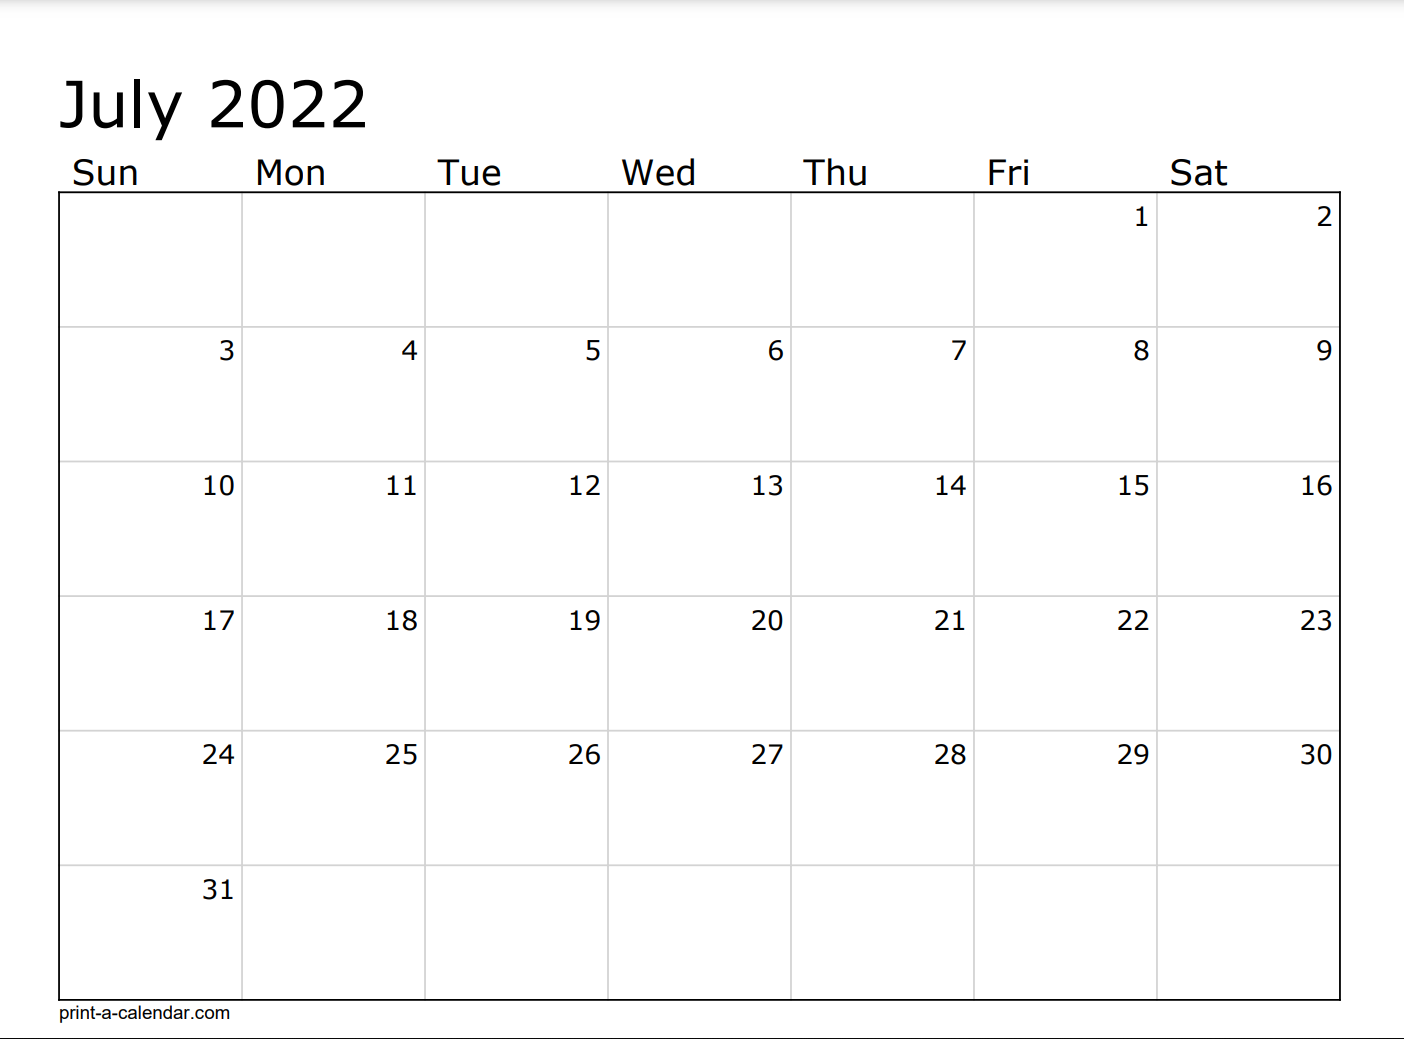 July 2022
Sun Mon Tue Wed Thu Fri Sat
1 2
3 4 5 6 7 8 9
10 11 12 13 14 15 16
17 18 19 20 21 22 23
24 25 26 27 28 29 30
31
print-a-calendar.com